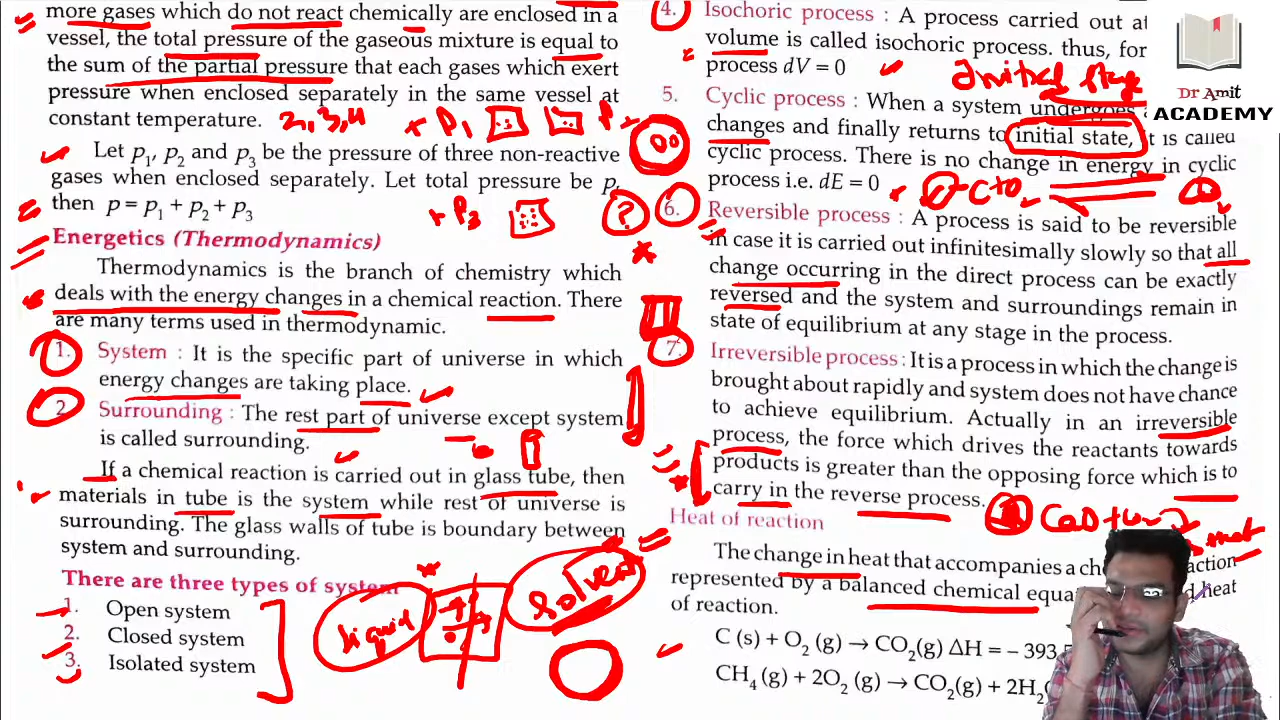 more gases which do not react chemically are enclosed in a
vessel, the total pressure of the gaseous mixture is equal to
the sum of the partial pressure that each gases which exert
pressure when enclosed separately in the same vessel at
constant temperature.
2, 3, 4
+ P1
Let p1, p2 and p3 be the pressure of three non-reactive
gases when enclosed separately. Let total pressure be p,
then p = p1 + p2 + p3
+ P3
?
Energetics (Thermodynamics)
Thermodynamics is the branch of chemistry which
deals with the energy changes in a chemical reaction. There
are many terms used in thermodynamic.
1. System : It is the specific part of universe in which
energy changes are taking place.
2 Surrounding : The rest part of universe except system
is called surrounding.
If a chemical reaction is carried out in glass tube, then
materials in tube is the system while rest of universe is
surrounding. The glass walls of tube is boundary between
system and surrounding.
There are three types of system
1. Open system
2. Closed system
3. Isolated system
liquid
solvent
4. Isochoric process : A process carried out at
volume is called isochoric process. thus, for
process dV = 0
Initial stage
5. Cyclic process : When a system undergoes
changes and finally returns to initial state, it is called
cyclic process. There is no change in energy in cyclic
process i.e. dE = 0
C+O2
6. Reversible process : A process is said to be reversible
in case it is carried out infinitesimally slowly so that all
change occurring in the direct process can be exactly
reversed and the system and surroundings remain in
state of equilibrium at any stage in the process.
7. Irreversible process : It is a process in which the change is
brought about rapidly and system does not have chance
to achieve equilibrium. Actually in an irreversible
process, the force which drives the reactants towards
products is greater than the opposing force which is to
carry in the reverse process.
Heat of reaction
heat
The change in heat that accompanies a
represented by a balanced chemical heat
of reaction.
C (s) + O2 (g) → CO2(g) ΔH = – 393
CH4 (g) + 2O2 (g) → CO2(g) + 2H2
Dr Amit
ACADEMY